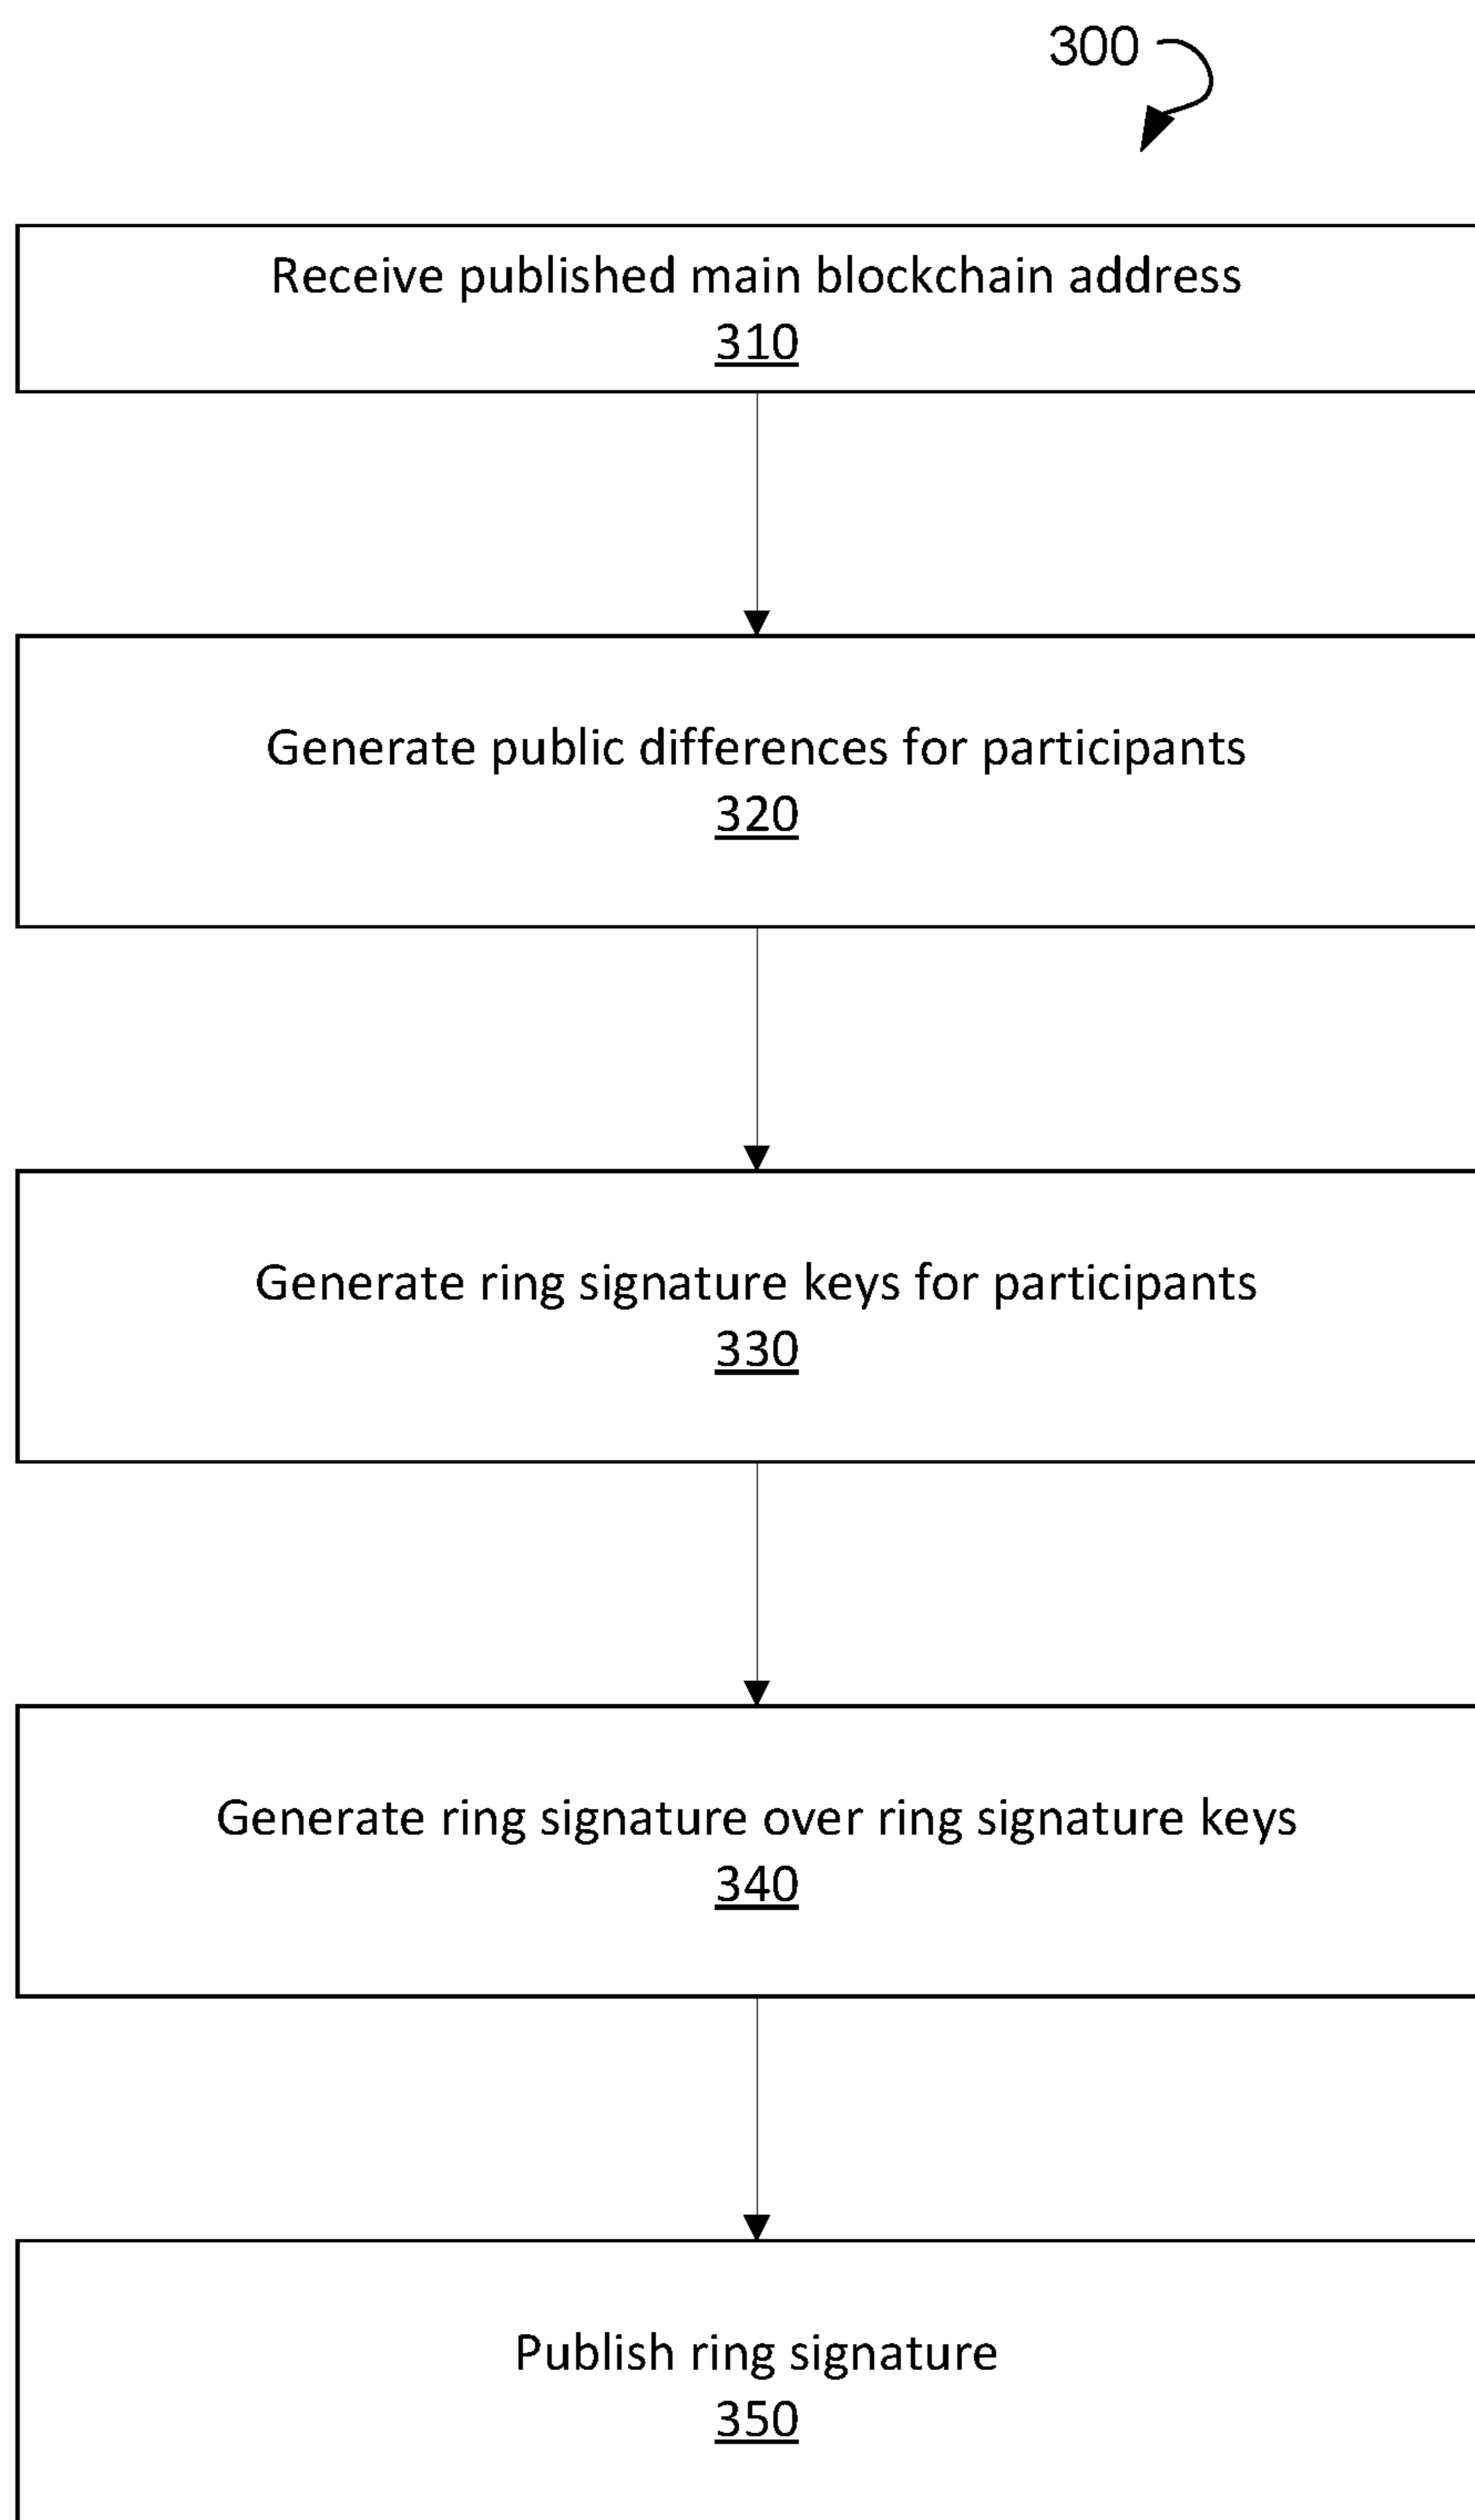 300
Receive published main blockchain address
310
Generate public differences for participants
320
Generate ring signature keys for participants
330
Generate ring signature over ring signature keys
340
Publish ring signature
350